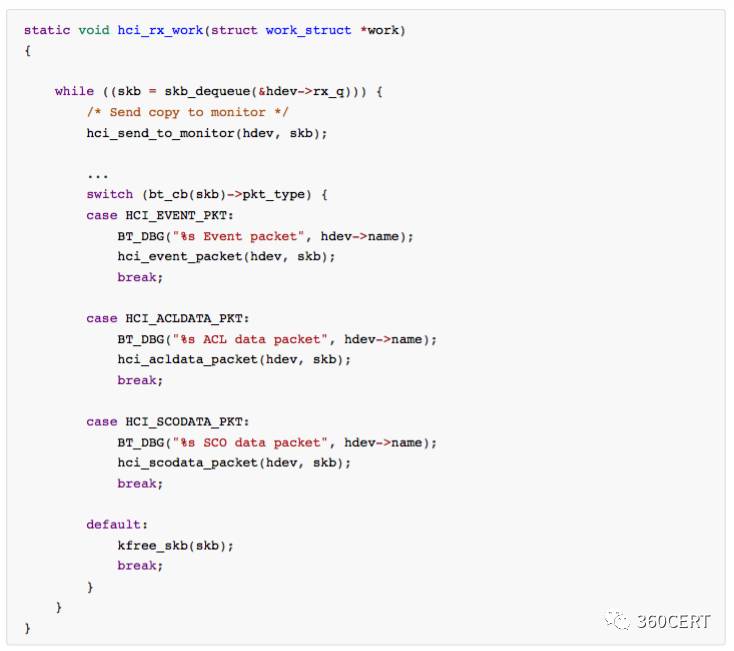 static void hci_rx_work(struct work_struct *work)
{
while ((skb = skb_dequeue(&hdev->rx_q))) {
/* Send copy to monitor */
hci_send_to_monitor(hdev, skb);
...
switch (bt_cb(skb)->pkt_type) {
case HCI_EVENT_PKT:
BT_DBG("%s Event packet", hdev->name);
hci_event_packet(hdev, skb);
break;
case HCI_ACLDATA_PKT:
BT_DBG("%s ACL data packet", hdev->name);
hci_acldata_packet(hdev, skb);
break;
case HCI_SCODATA_PKT:
BT_DBG("%s SCO data packet", hdev->name);
hci_scodata_packet(hdev, skb);
break;
default:
kfree_skb(skb);
break;
}
}
}
360CERT